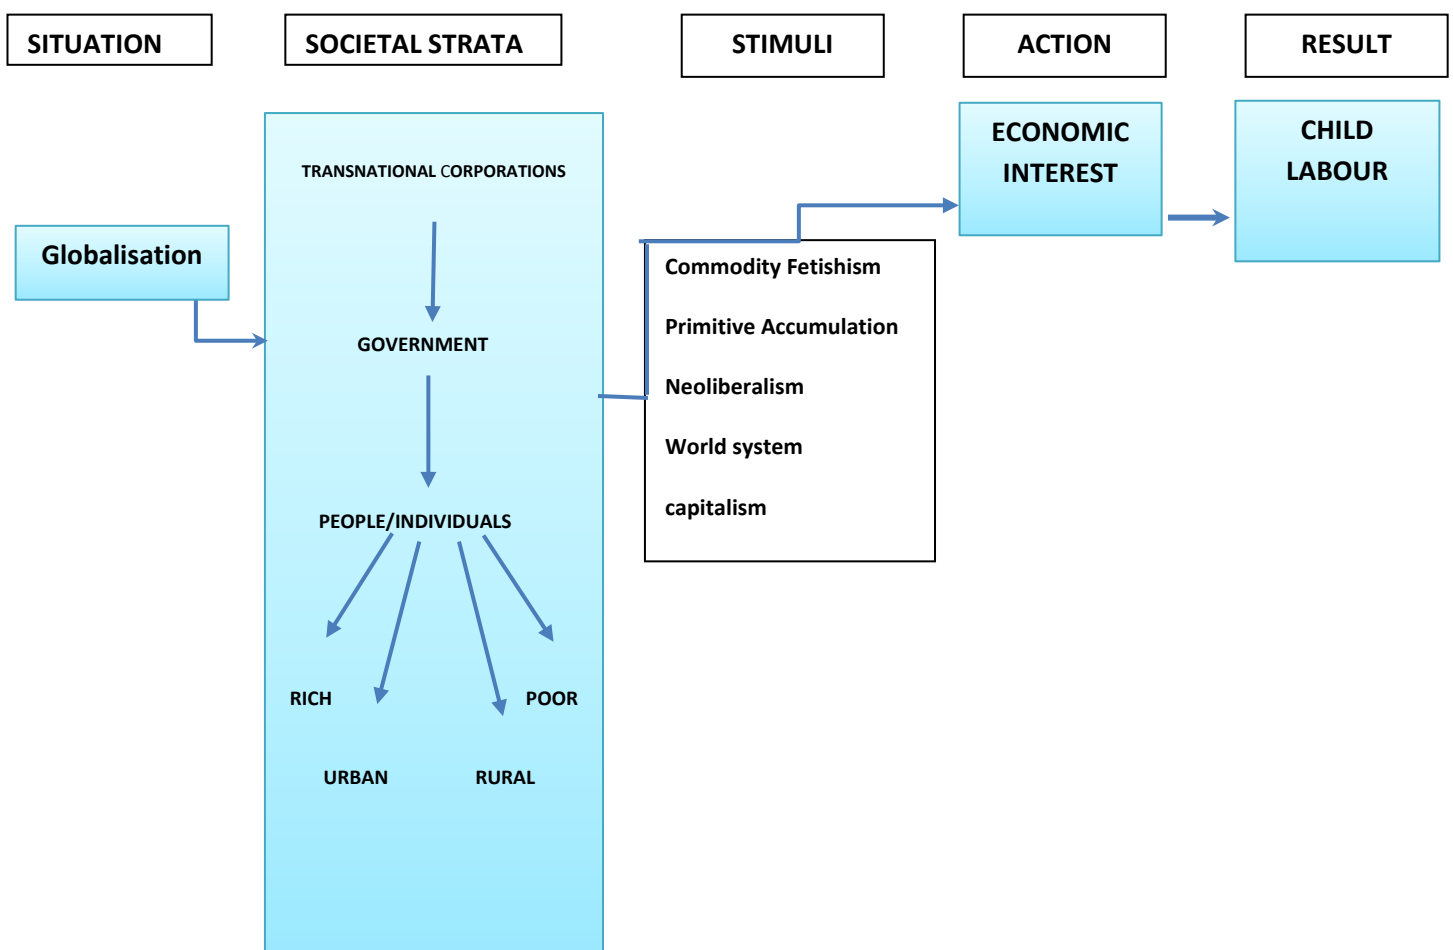 SITUATION
SOCIETAL STRATA
STIMULI
ACTION
RESULT
Globalisation
TRANSNATIONAL CORPORATIONS
GOVERNMENT
PEOPLE/INDIVIDUALS
RICH
POOR
URBAN
RURAL
Commodity Fetishism
Primitive Accumulation
Neoliberalism
World system
capitalism
ECONOMIC
INTEREST
CHILD
LABOUR